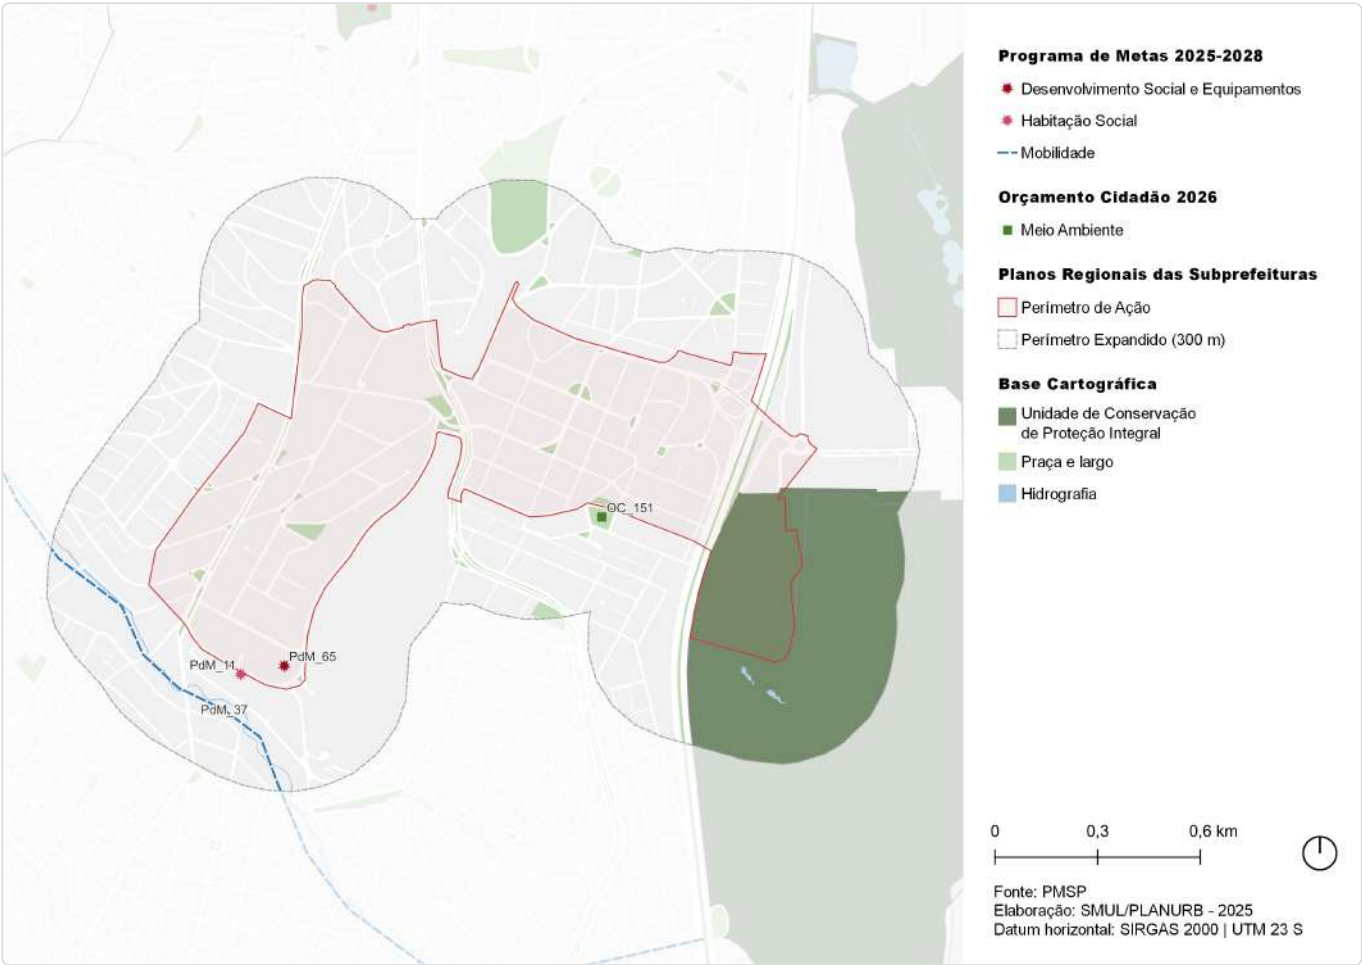 Programa de Metas 2025-2028
Desenvolvimento Social e Equipamentos
Habitação Social
Mobilidade
Orçamento Cidadão 2026
Meio Ambiente
Planos Regionais das Subprefeituras
Perímetro de Ação
Perímetro Expandido (300 m)
Base Cartográfica
Unidade de Conservação
de Proteção Integral
Praça e largo
Hidrografia
OC_151
PdM_65
PdM_11
PdM_37
0 0,3 0,6 km
Fonte: PMSP
Elaboração: SMUL/PLANURB - 2025
Datum horizontal: SIRGAS 2000 | UTM 23 S